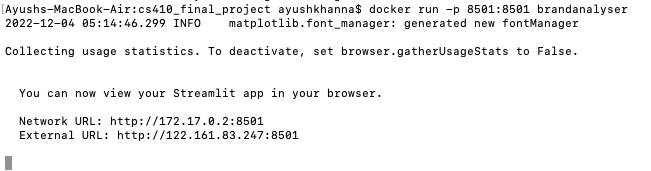 [Ayushs-MacBook-Air:cs410_final_project ayushkhanna$ docker run -p 8501:8501 brandanalyser
2022-12-04 05:14:46.299 INFO    matplotlib.font_manager: generated new fontManager
Collecting usage statistics. To deactivate, set browser.gatherUsageStats to False.
You can now view your Streamlit app in your browser.
Network URL: http://172.17.0.2:8501
External URL: http://122.161.83.247:8501